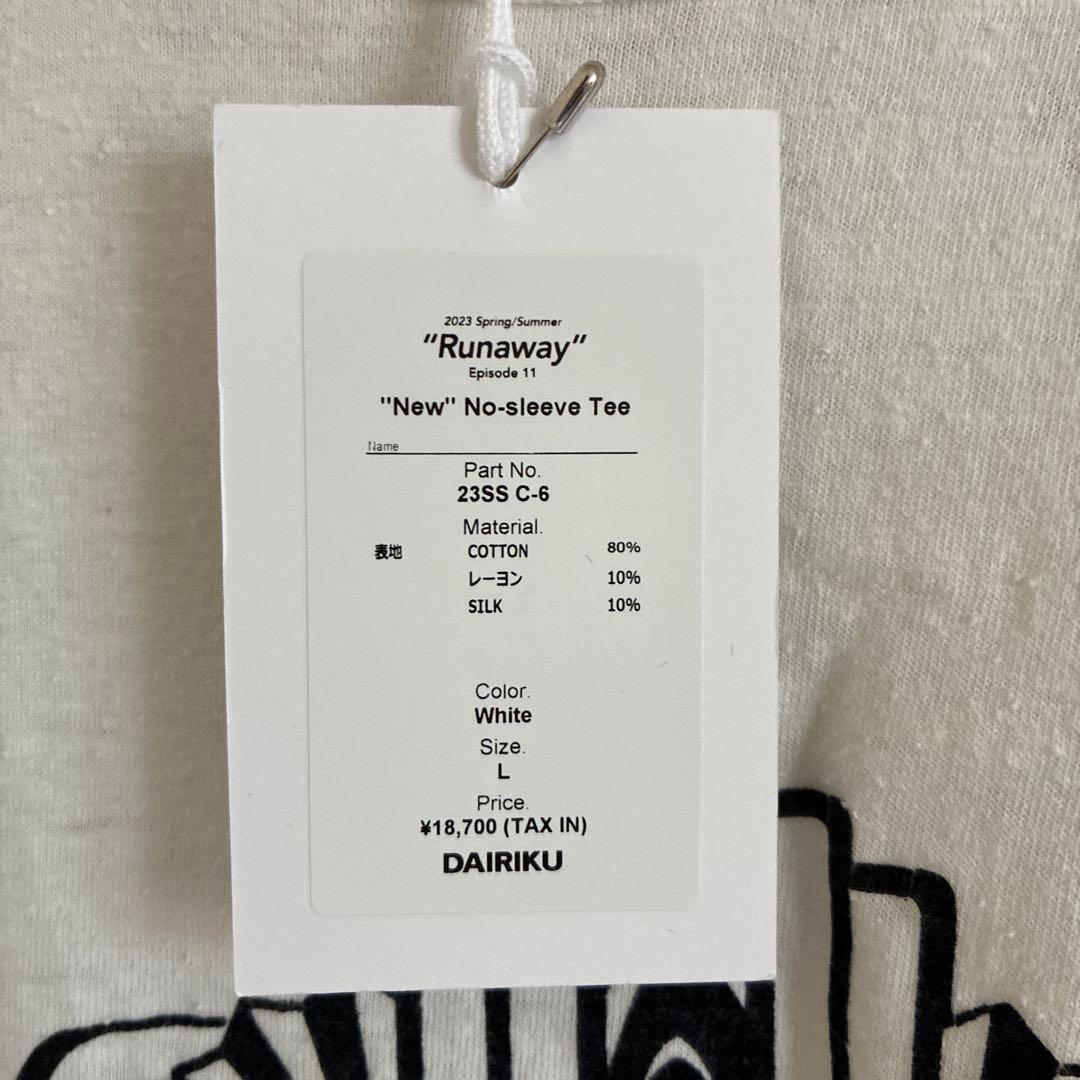 2023 Spring/Summer
"Runaway"
Episode 11
"New" No-sleeve Tee
Name
Part No.
23SS C-6
Material.
表地 COTTON 80%
レーヨン 10%
SILK 10%
Color.
White
Size.
L
Price.
¥18,700 (TAX IN)
DAIRIKU